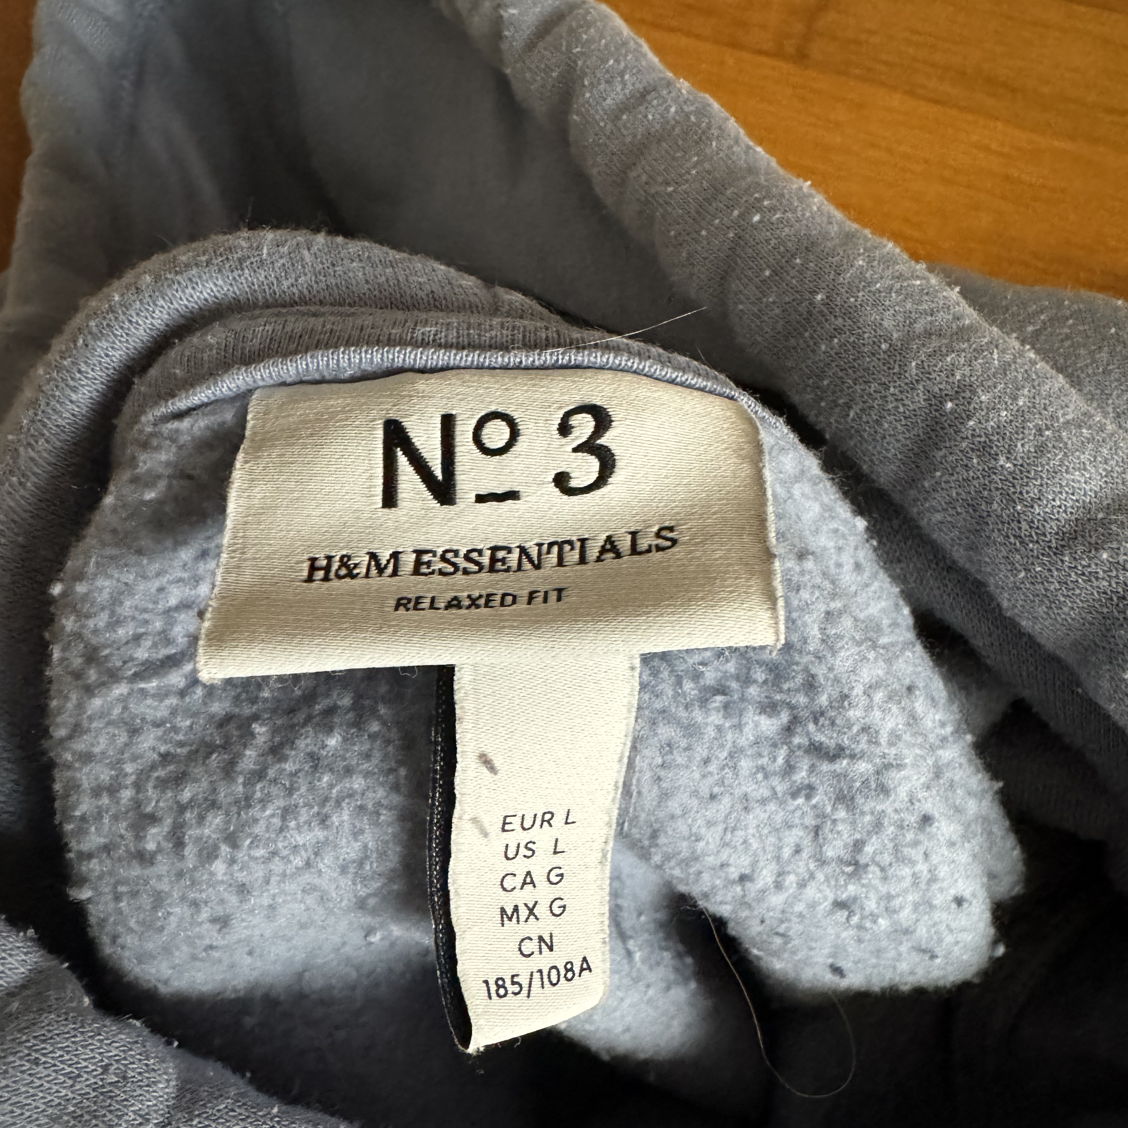 Nº 3
H&M ESSENTIALS
RELAXED FIT
EUR L
US L
CA G
MX G
CN
185/108A